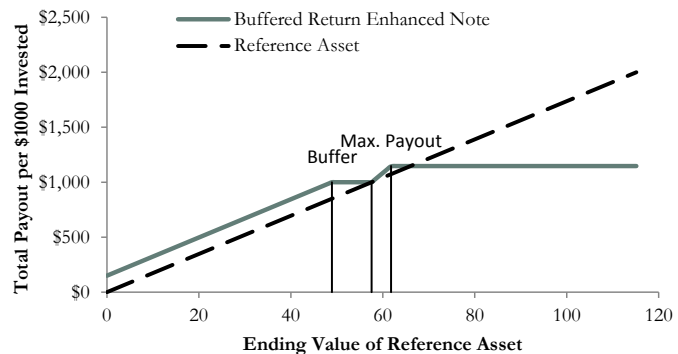 $2,500
Buffered Return Enhanced Note
Reference Asset
$2,000
$1,500
Max. Payout
Buffer
$1,000
$500
$0
Total Payout per $1000 Invested
0 20 40 60 80 100 120
Ending Value of Reference Asset